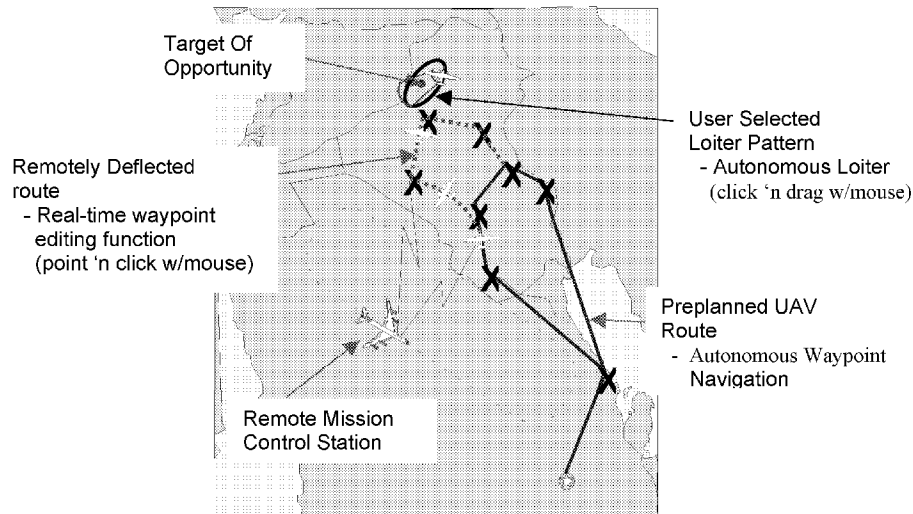 Target Of
Opportunity
User Selected
Loiter Pattern
- Autonomous Loiter
(click ‘n drag w/mouse)
Remotely Deflected
route
- Real-time waypoint
editing function
(point ‘n click w/mouse)
Preplanned UAV
Route
- Autonomous Waypoint
Navigation
Remote Mission
Control Station